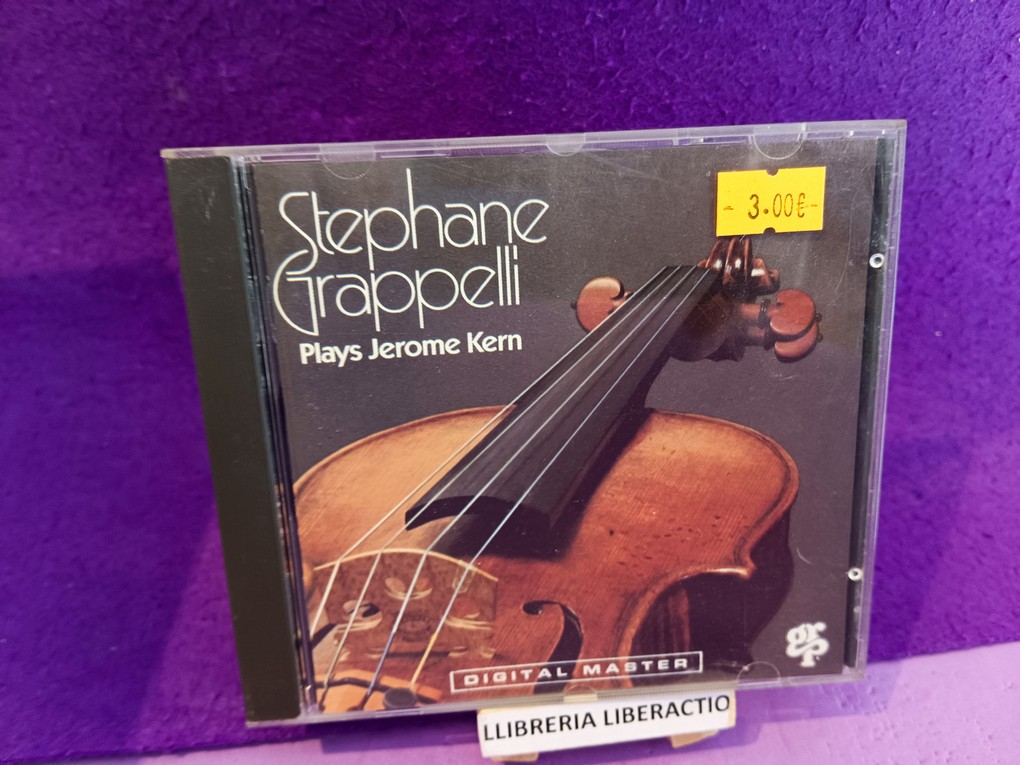 Stephane
Grappelli
Plays Jerome Kern
- 3.00€-
DIGITAL MASTER
grp
LLIBRERIA LIBERACTIO